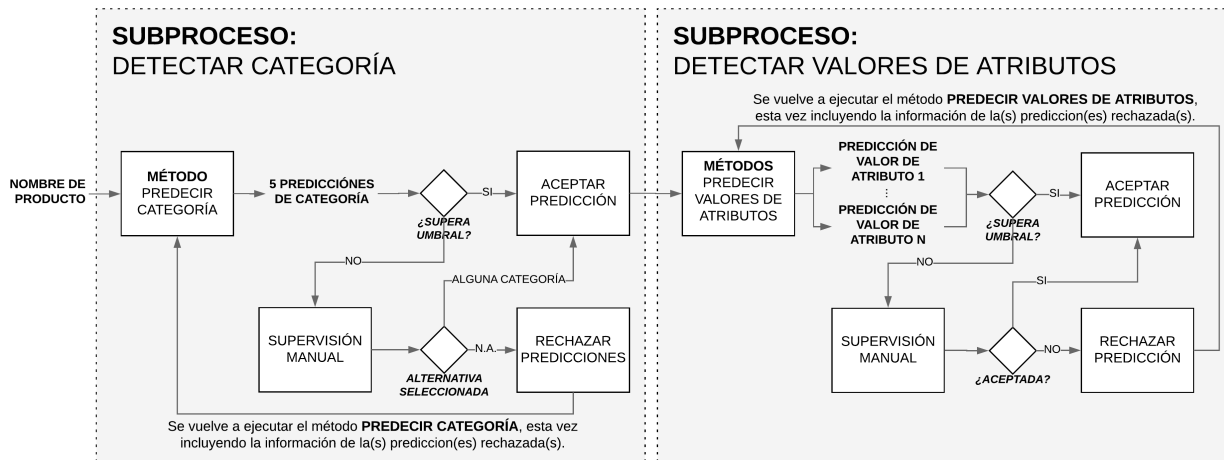 SUBPROCESO:
DETECTAR CATEGORÍA
NOMBRE DE
PRODUCTO
MÉTODO
PREDECIR
CATEGORÍA
5 PREDICCIÓNES
DE CATEGORÍA
¿SUPERA
UMBRAL?
SI
ACEPTAR
PREDICCIÓN
NO
ALGUNA CATEGORÍA
SUPERVISIÓN
MANUAL
ALTERNATIVA
SELECCIONADA
N.A.
RECHAZAR
PREDICCIONES
Se vuelve a ejecutar el método PREDECIR CATEGORÍA, esta vez
incluyendo la información de la(s) prediccion(es) rechazada(s).
SUBPROCESO:
DETECTAR VALORES DE ATRIBUTOS
Se vuelve a ejecutar el método PREDECIR VALORES DE ATRIBUTOS,
esta vez incluyendo la información de la(s) prediccion(es) rechazada(s).
MÉTODOS
PREDECIR
VALORES DE
ATRIBUTOS
PREDICCIÓN DE
VALOR DE
ATRIBUTO 1
⋮
PREDICCIÓN DE
VALOR DE
ATRIBUTO N
¿SUPERA
UMBRAL?
SI
ACEPTAR
PREDICCIÓN
NO
SI
SUPERVISIÓN
MANUAL
¿ACEPTADA?
NO
RECHAZAR
PREDICCIÓN